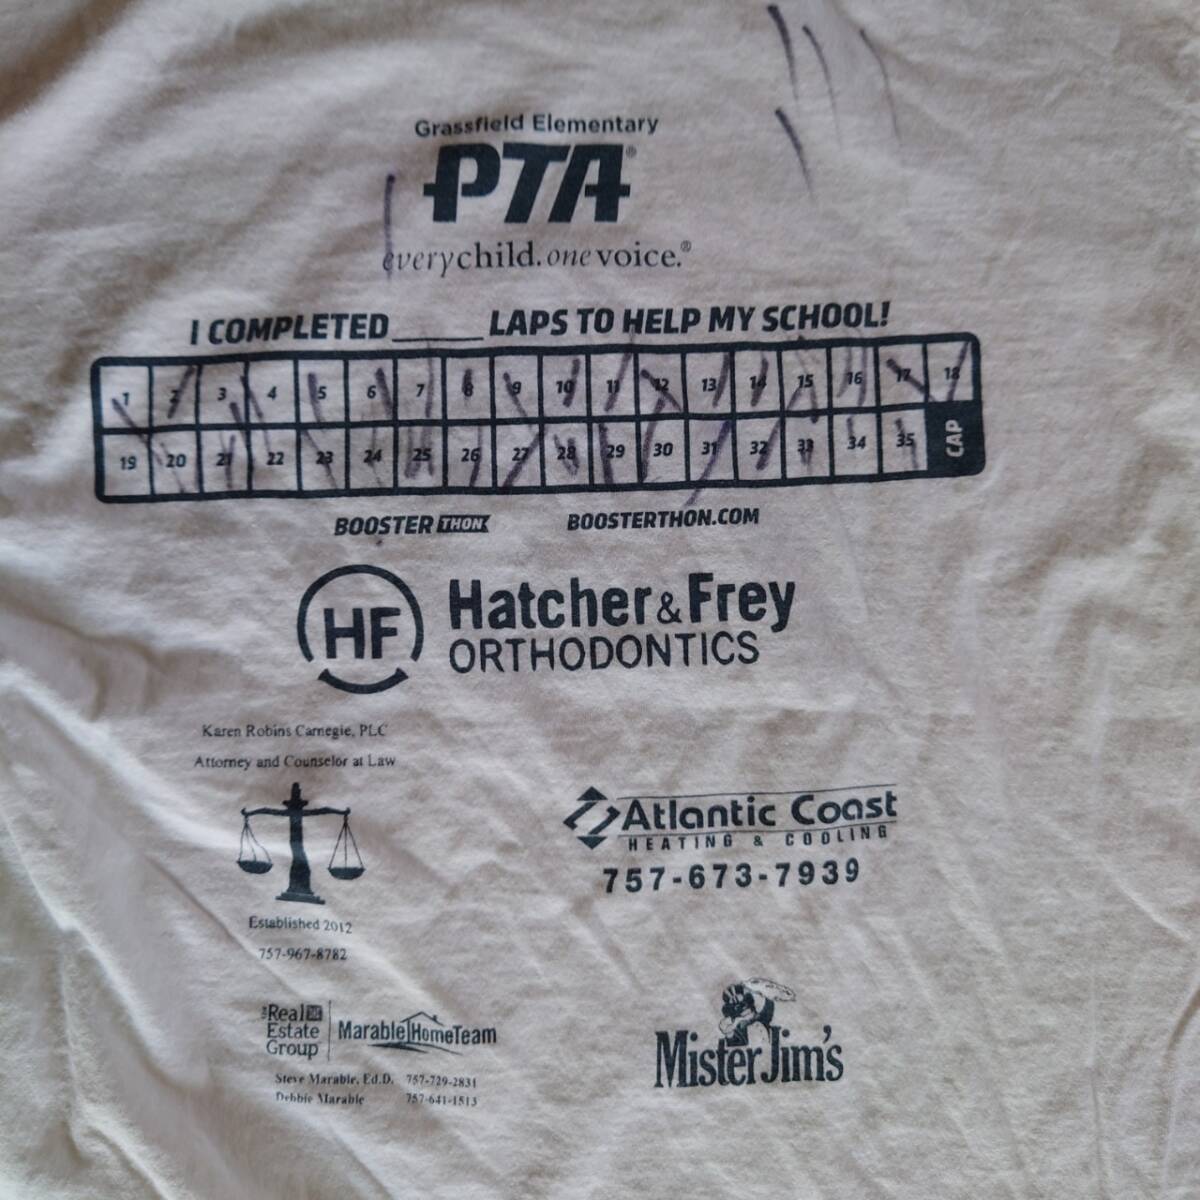 Grassfield Elementary
PTA®
everychild.onevoice.®
I COMPLETED_____ LAPS TO HELP MY SCHOOL!
1 2 3 4 5 6 7 8 9 10 11 12 13 14 15 16 17 18
19 20 21 22 23 24 25 26 27 28 29 30 31 32 33 34 35 CAP
BOOSTERTHON BOOSTERTHON.COM
HF Hatcher & Frey
ORTHODONTICS
Karen Robins Carnegie, PLC
Attorney and Counselor at Law
Established 2012
757-967-8782
Atlantic Coast
HEATING & COOLING
757-673-7939
Real
Estate
Group
Marable HomeTeam
Steve Marable, Ed.D. 757-729-2831
Debbie Marable 757-641-1513
Mister Jim's